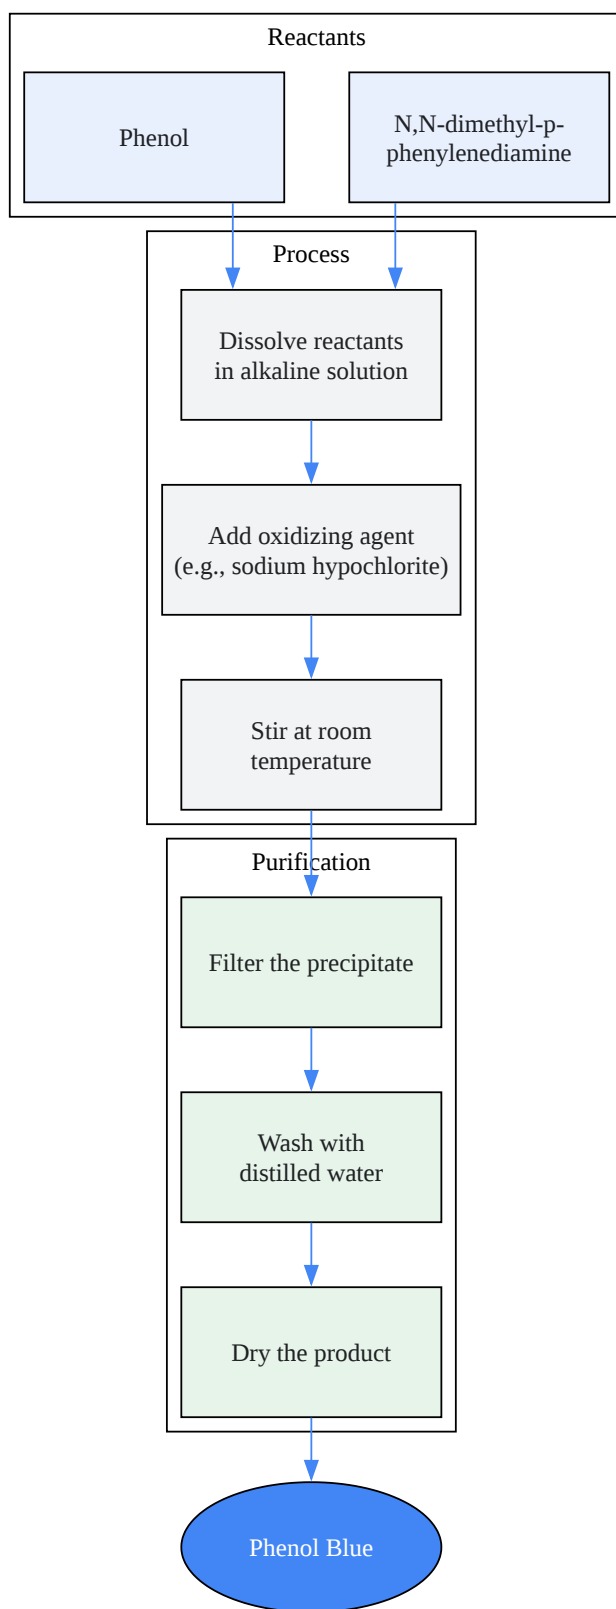 Reactants
Phenol
N,N-dimethyl-p-
phenylenediamine
Process
Dissolve reactants
in alkaline solution
Add oxidizing agent
(e.g., sodium hypochlorite)
Stir at room
temperature
Purification
Filter the precipitate
Wash with
distilled water
Dry the product
Phenol Blue